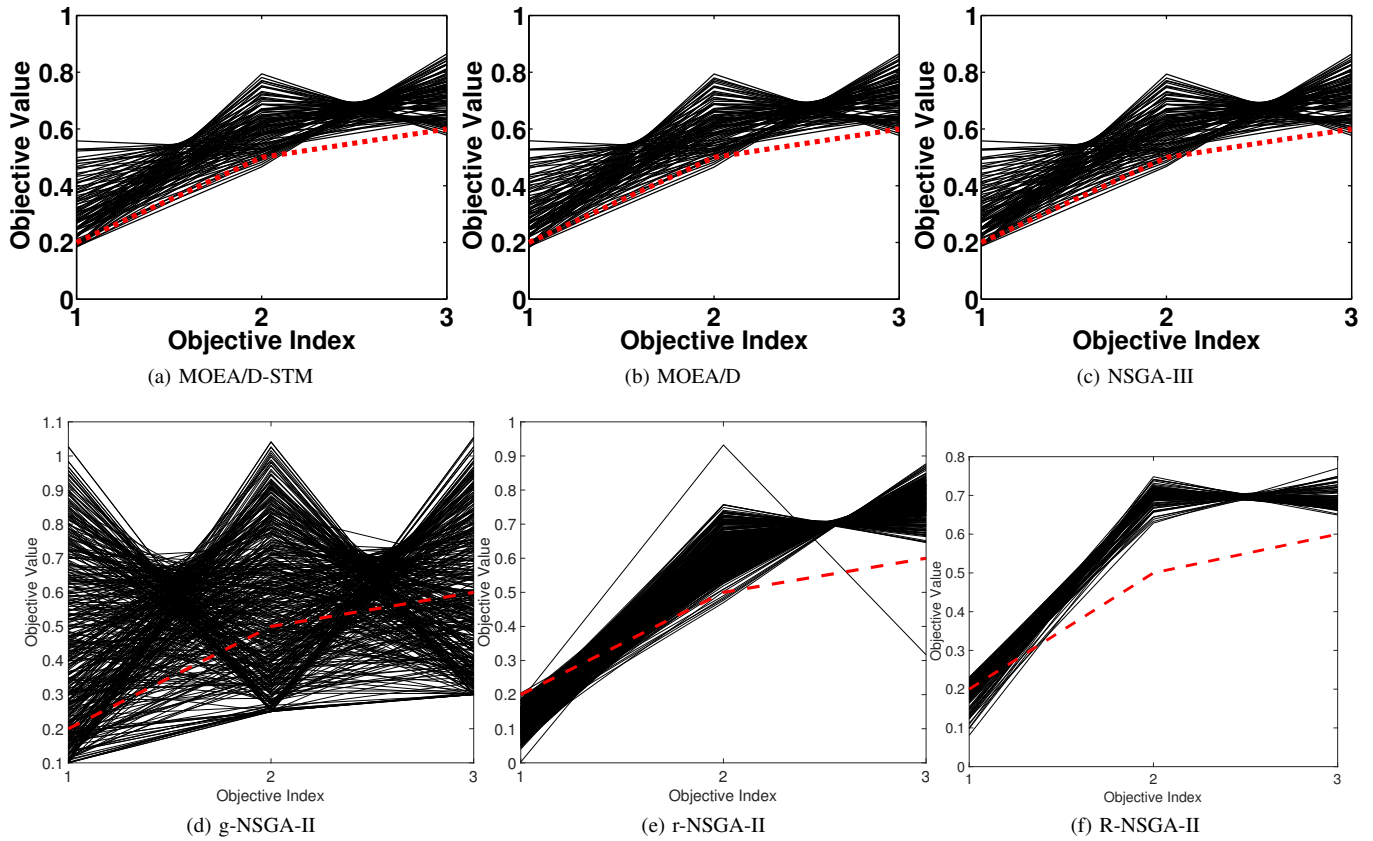 1
0.8
0.6
0.4
0.2
0
1 2 3
Objective Value
Objective Index
(a) MOEA/D-STM
1
0.8
0.6
0.4
0.2
0
1 2 3
Objective Value
Objective Index
(b) MOEA/D
1
0.8
0.6
0.4
0.2
0
1 2 3
Objective Value
Objective Index
(c) NSGA-III
1.1
1
0.9
0.8
0.7
0.6
0.5
0.4
0.3
0.2
0.1
1 2 3
Objective Value
Objective Index
(d) g-NSGA-II
1
0.9
0.8
0.7
0.6
0.5
0.4
0.3
0.2
0.1
0
1 2 3
Objective Value
Objective Index
(e) r-NSGA-II
0.8
0.7
0.6
0.5
0.4
0.3
0.2
0.1
0
1 2 3
Objective Value
Objective Index
(f) R-NSGA-II